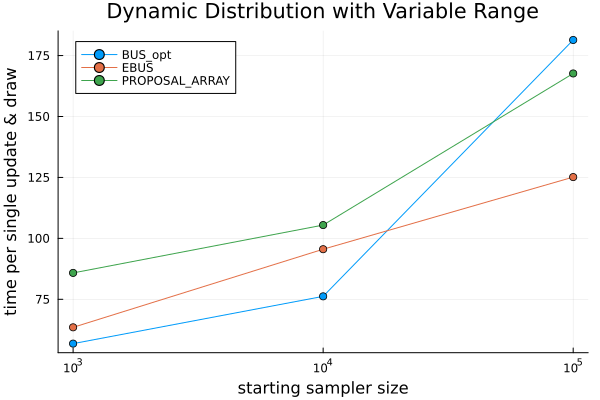 Dynamic Distribution with Variable Range
time per single update & draw
175
150
125
100
75
BUS_opt
EBUS
PROPOSAL_ARRAY
10³
10⁴
10⁵
starting sampler size